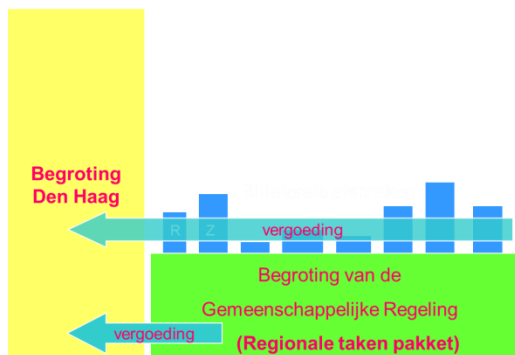 Begroting
Den Haag
R
Z
vergoeding
Begroting van de
Gemeenschappelijke Regeling
vergoeding
(Regionale taken pakket)